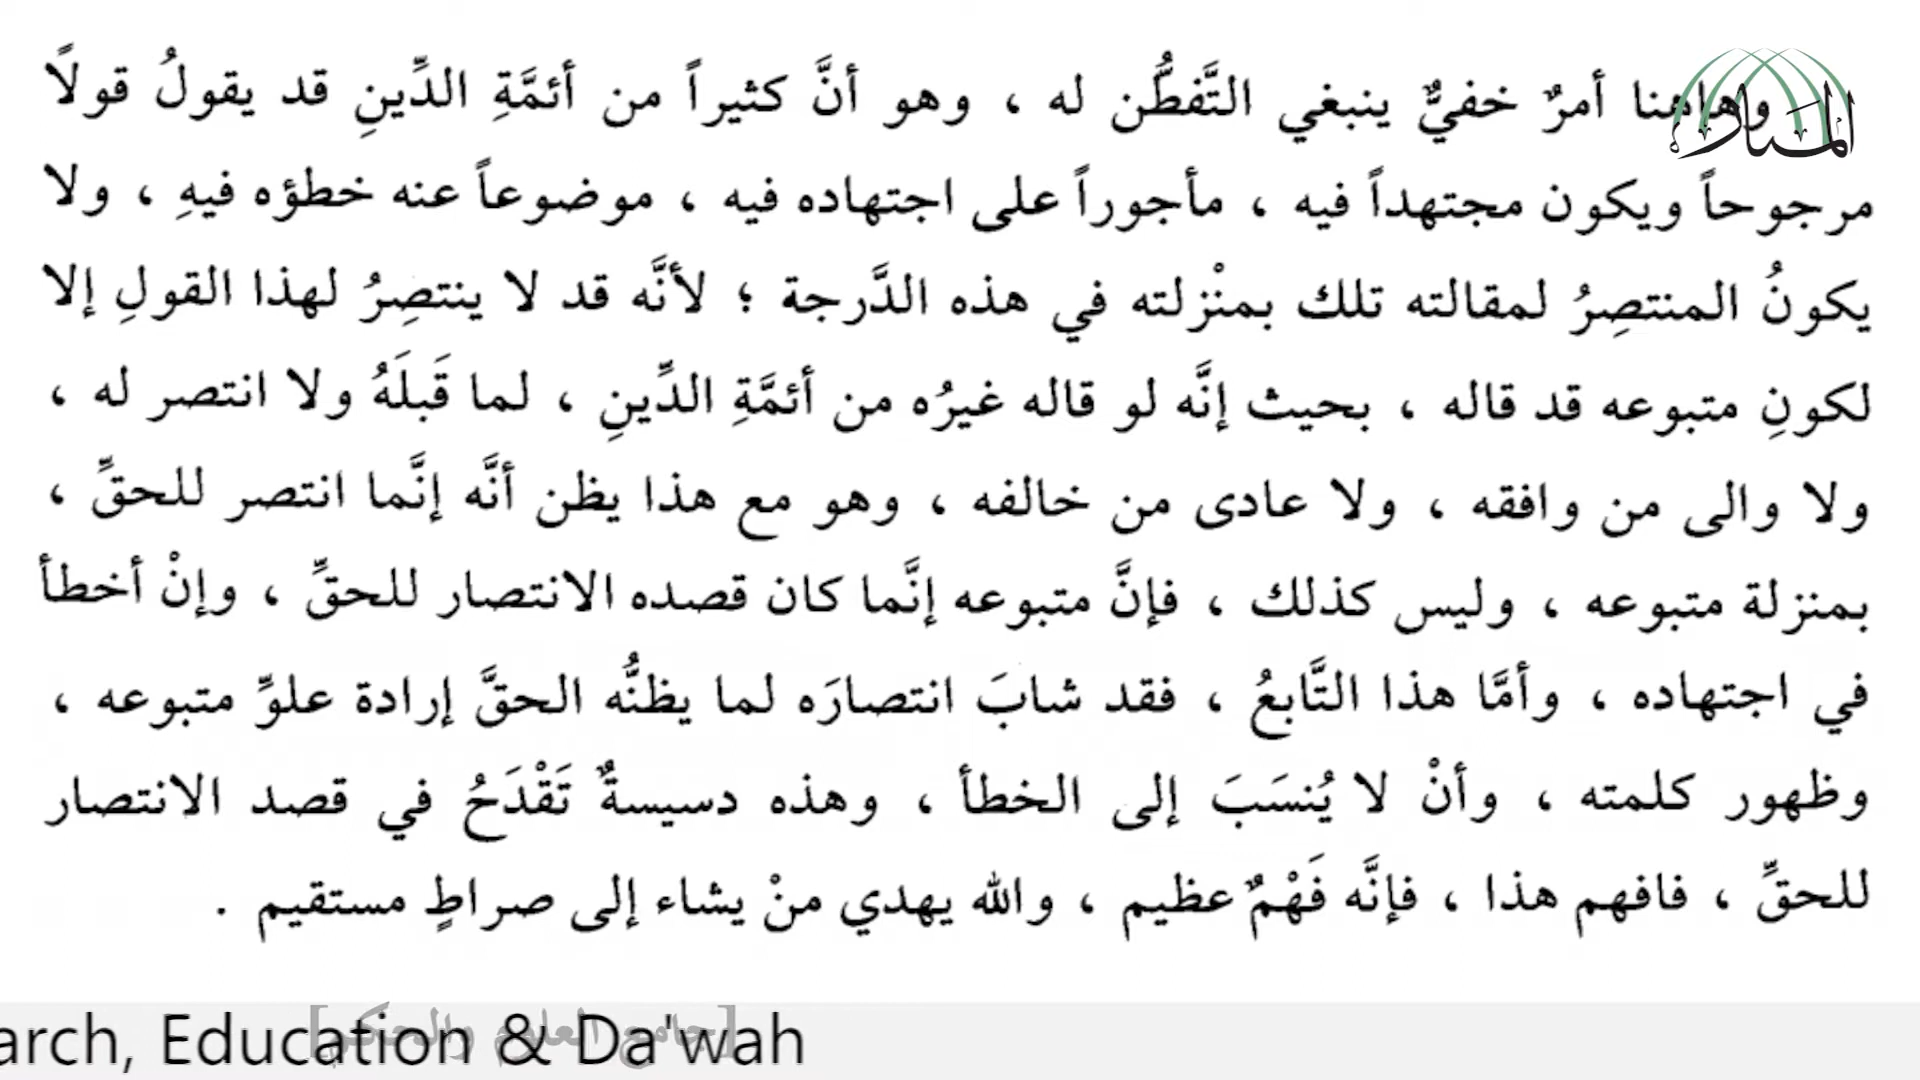 وهاهنا أمرٌ خفيٌّ ينبغي التَّفطُّن له ، وهو أنَّ كثيراً من أئمَّةِ الدِّينِ قد يقولُ قولاً
مرجوحاً ويكون مجتهداً فيه ، مأجوراً على اجتهاده فيه ، موضوعاً عنه خطؤه فيهِ ، ولا
يكونُ المنتصِرُ لمقالته تلك بمنْزلته في هذه الدَّرجة ؛ لأنَّه قد لا ينتصِرُ لهذا القولِ إلا
لكونِ متبوعه قد قاله ، بحيث إنَّه لو قاله غيرُه من أئمَّةِ الدِّينِ ، لما قَبلَهُ ولا انتصر له ،
ولا والى من وافقه ، ولا عادى من خالفه ، وهو مع هذا يظن أنَّه إنَّما انتصر للحقِّ ،
بمنزلة متبوعه ، وليس كذلك ، فإنَّ متبوعه إنَّما كان قصده الانتصار للحقِّ ، وإنْ أخطأ
في اجتهاده ، وأمَّا هذا التَّابعُ ، فقد شابَ انتصارَه لما يظنُّه الحقَّ إرادة علوِّ متبوعه ،
وظهور كلمته ، وأنْ لا يُنسَبَ إلى الخطأ ، وهذه دسيسةٌ تَقْدَحُ في قصد الانتصار
للحقِّ ، فافهم هذا ، فإنَّه فَهْمٌ عظيم ، والله يهدي منْ يشاء إلى صراطٍ مستقيم .
المنار
[جامع العلوم والحكم]
arch, Education & Da'wah